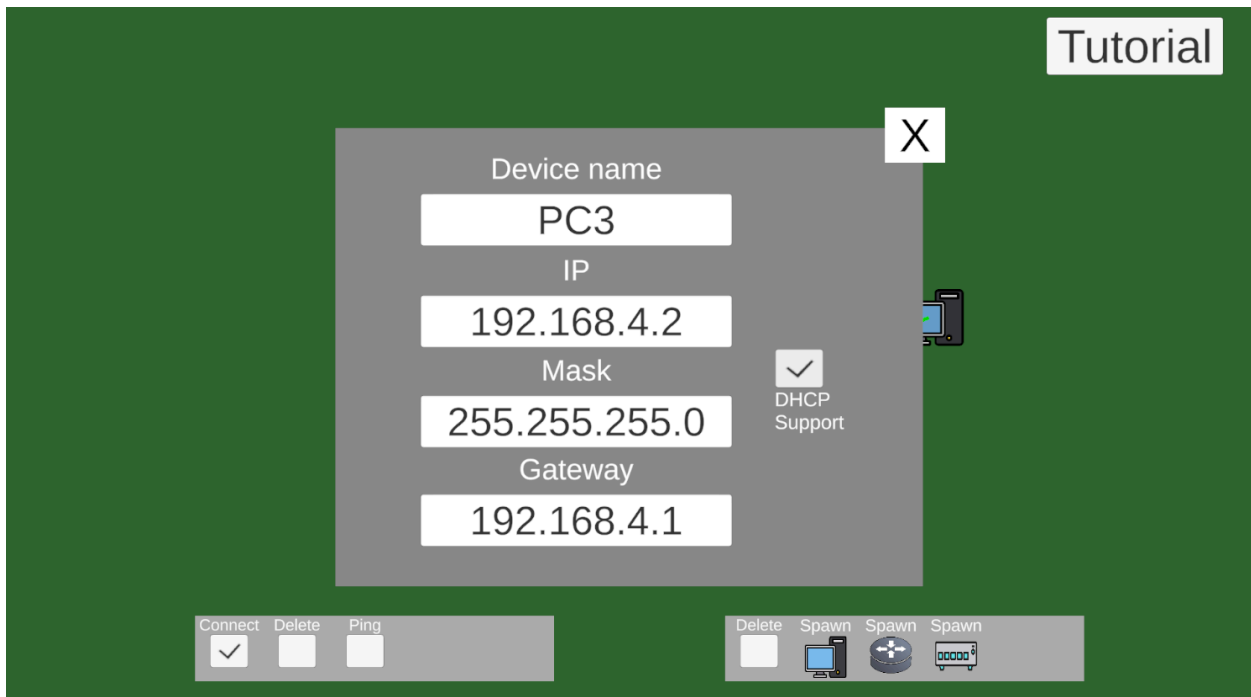 Tutorial
X
Device name
PC3
IP
192.168.4.2
Mask
255.255.255.0
DHCP
Support
Gateway
192.168.4.1
Connect Delete Ping
Delete Spawn Spawn Spawn